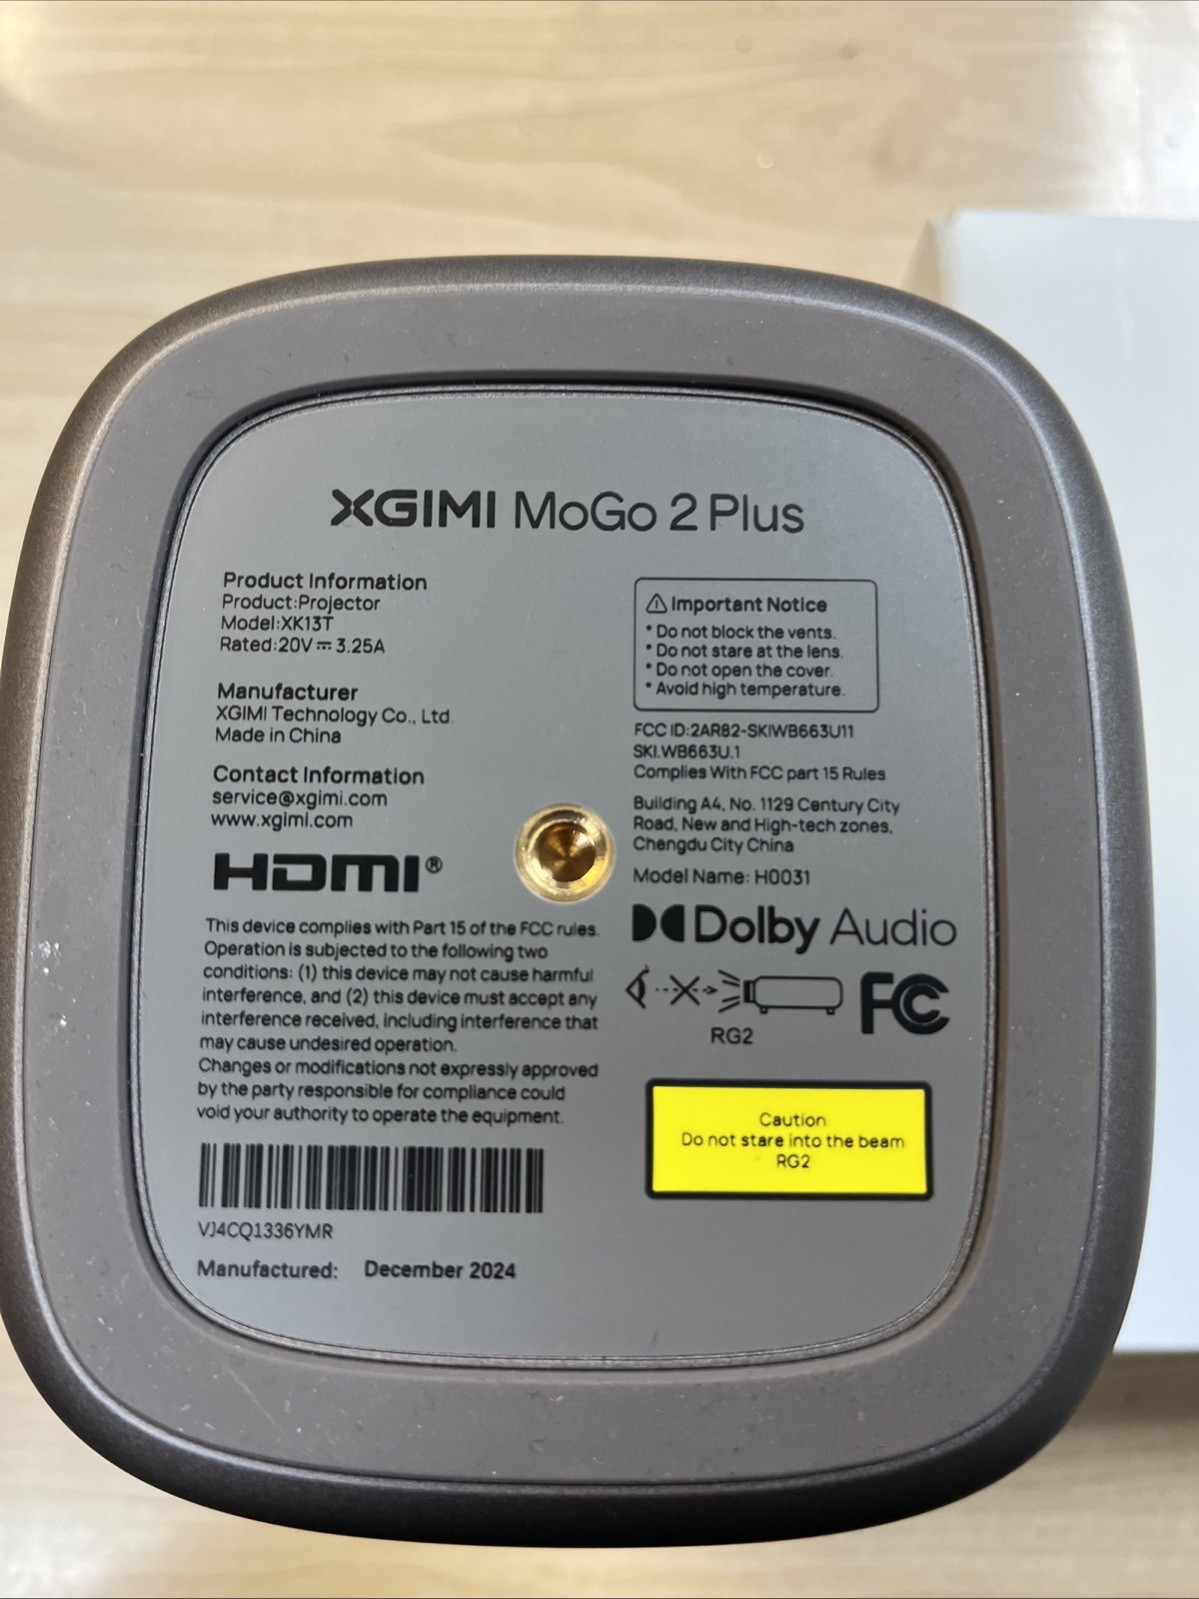 XGIMI MoGo 2 Plus
Product Information
Product:Projector
Model:XK13T
Rated:20V⎓3.25A
Manufacturer
XGIMI Technology Co., Ltd.
Made in China
Contact Information
service@xgimi.com
www.xgimi.com
HDMI®
This device complies with Part 15 of the FCC rules.
Operation is subjected to the following two
conditions: (1) this device may not cause harmful
interference, and (2) this device must accept any
interference received, including interference that
may cause undesired operation.
Changes or modifications not expressly approved
by the party responsible for compliance could
void your authority to operate the equipment.
VJ4CQ1336YMR
Manufactured: December 2024
⚠ Important Notice
* Do not block the vents.
* Do not stare at the lens.
* Do not open the cover.
* Avoid high temperature.
FCC ID:2AR82-SKIWB663U11
SKI.WB663U.1
Complies With FCC part 15 Rules
Building A4, No. 1129 Century City
Road, New and High-tech zones,
Chengdu City China
Model Name: H0031
Dolby Audio
RG2
FC
Caution
Do not stare into the beam
RG2